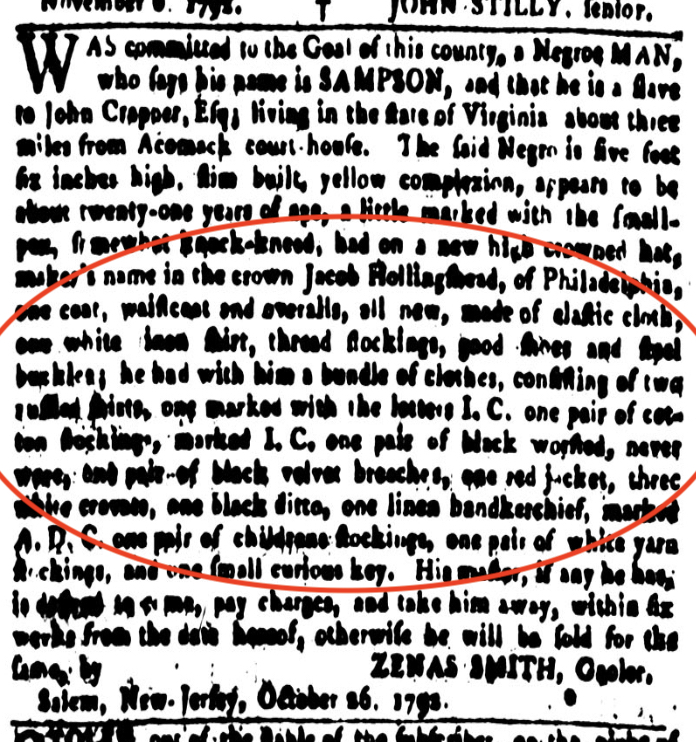 November 6. 1792. † JOHN STILLY, ſenior.
WAS committed to the Goal of this county, a Negroe MAN,
who ſays his name is SAMPSON, and that he is a ſlave
to John Cropper, Eſq; living in the ſtate of Virginia about three
miles from Acomack court-houſe. The ſaid Negro is five feet
ſix inches high, ſlim built, yellow complexion, appears to be
about twenty-one years of age, a little marked with the ſmall-
pox, ſomewhat knock-kneed, had on a new high crowned hat,
maker's name in the crown Jacob Hollingſhead, of Philadelphia,
one coat, waiſtcoat and overalls, all new, made of elaſtic cloth,
one white linen ſhirt, thread ſtockings, good ſhoes and ſteel
buckles; he had with him a bundle of clothes, conſiſting of two
ruffled ſhirts, one marked with the letters I. C. one pair of cot-
ton ſtockings, marked I. C. one pair of black worſted, never
wore, one pair of black velvet breeches, one red jacket, three
white crovats, one black ditto, one linen handkerchief, marked
A. D. C. one pair of childrens ſtockings, one pair of white yarn
ſtockings, and one ſmall curious key. His maſter, if any he has,
is deſired to come, pay charges, and take him away, within ſix
weeks from the date hereof, otherwiſe he will be ſold for the
ſame, by ZENAS SMITH, Goaler.
Salem, New-Jerſey, October 26. 1792.
of the ſubſcriber, on the